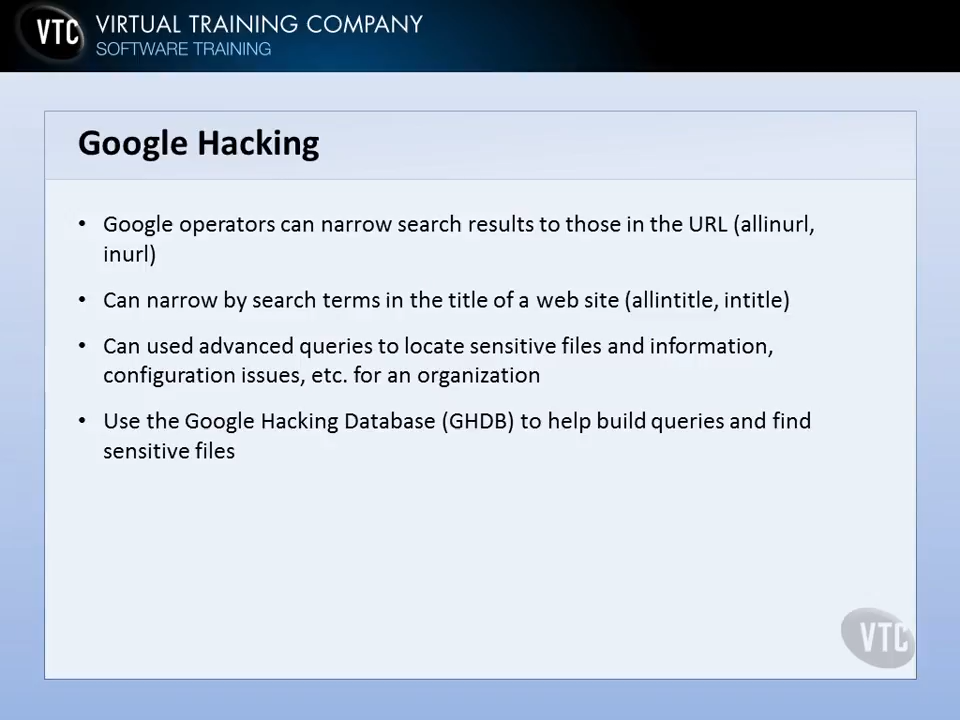 VTC VIRTUAL TRAINING COMPANY
SOFTWARE TRAINING
Google Hacking
• Google operators can narrow search results to those in the URL (allinurl,
inurl)
• Can narrow by search terms in the title of a web site (allintitle, intitle)
• Can used advanced queries to locate sensitive files and information,
configuration issues, etc. for an organization
• Use the Google Hacking Database (GHDB) to help build queries and find
sensitive files
VTC